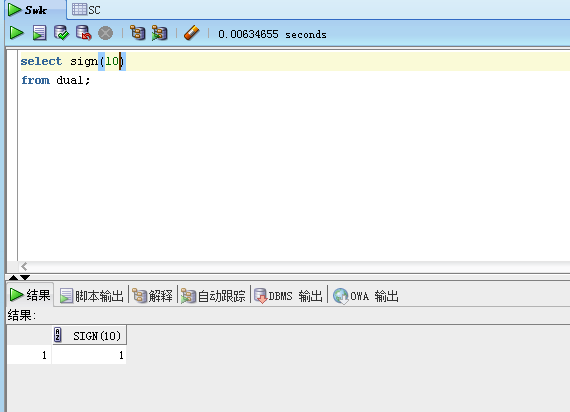 Swk SC
0.00634655 seconds
select sign(10)
from dual;
结果 脚本输出 解释 自动跟踪 DBMS 输出 OWA 输出
结果:
SIGN(10)
1 1